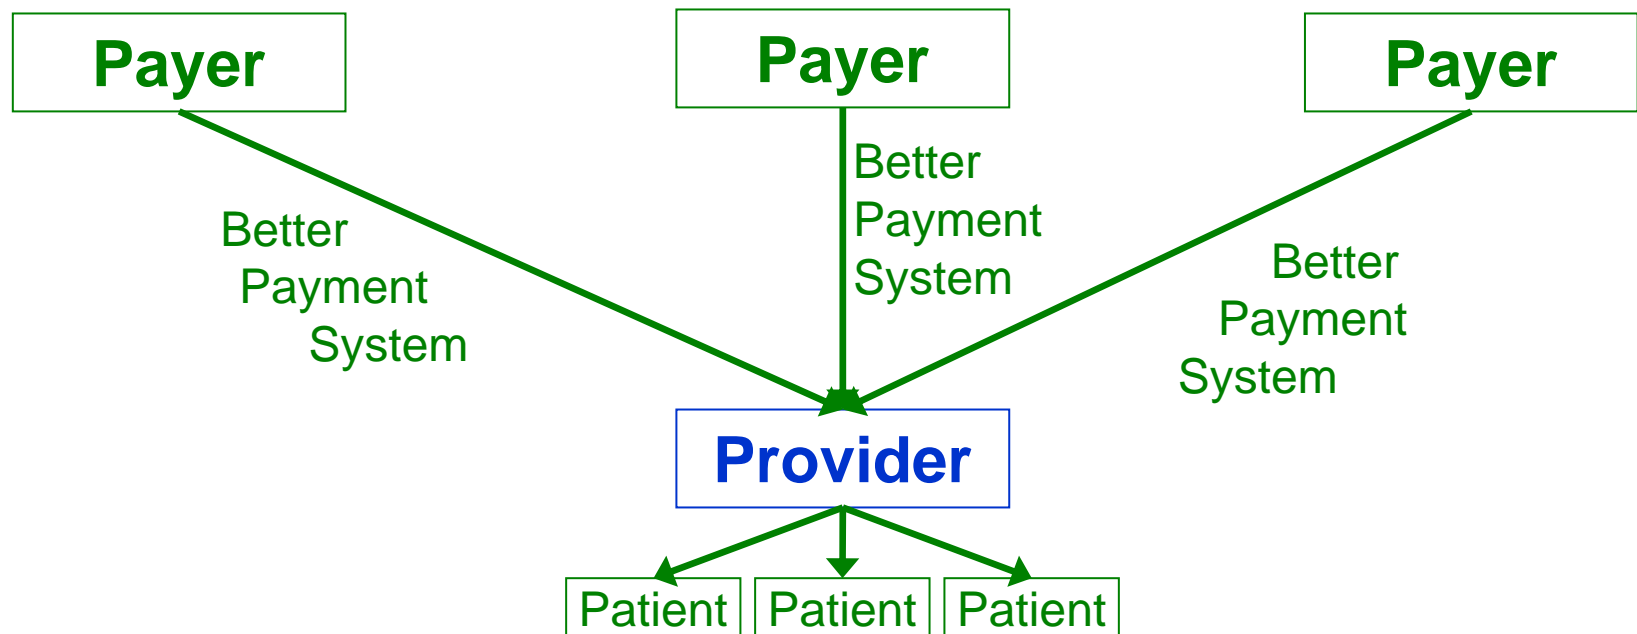 Payer
Payer
Payer
Better
Payment
System
Better
Payment
System
Better
Payment
System
Provider
Patient
Patient
Patient